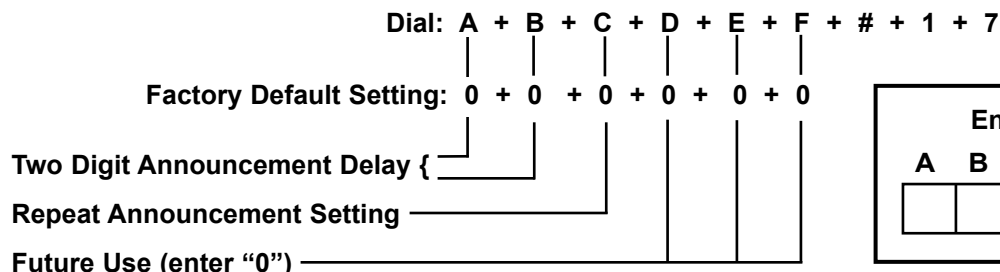 Dial: A + B + C + D + E + F + # + 1 + 7
Factory Default Setting: 0 + 0 + 0 + 0 + 0 + 0
Two Digit Announcement Delay {
Repeat Announcement Setting
Future Use (enter “0”)
En
A B